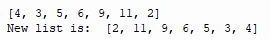 [4, 3, 5, 6, 9, 11, 2]
New list is:  [2, 11, 9, 6, 5, 3, 4]